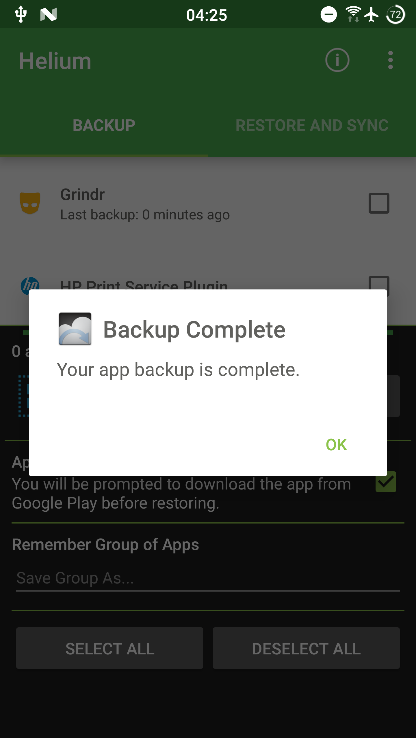 04:25
72
Helium
BACKUP
RESTORE AND SYNC
Grindr
Last backup: 0 minutes ago
hp
HP Print Service Plugin
Backup Complete
Your app backup is complete.
OK
0 a
Ap
You will be prompted to download the app from
Google Play before restoring.
Remember Group of Apps
Save Group As...
SELECT ALL
DESELECT ALL